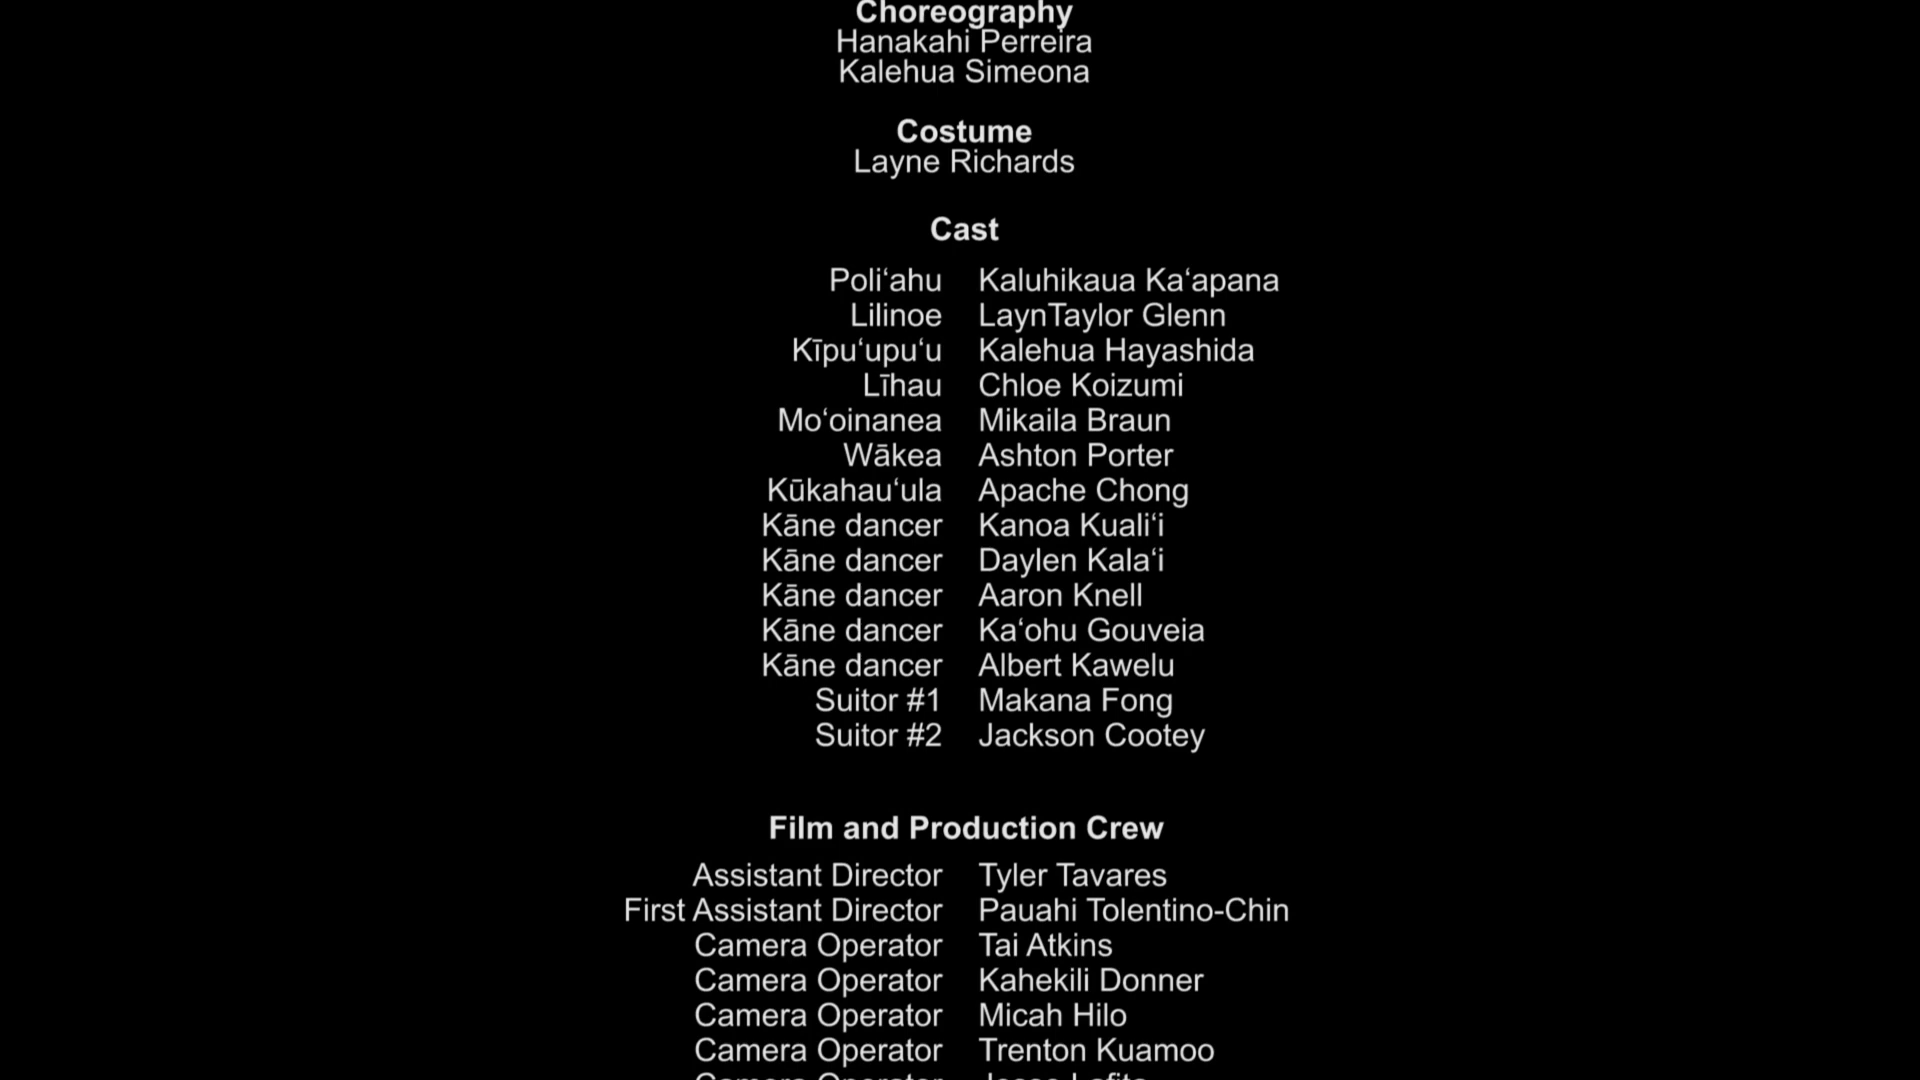 Choreography
Hanakahi Perreira
Kalehua Simeona
Costume
Layne Richards
Cast
Poliʻahu Kaluhikaua Kaʻapana
Lilinoe LaynTaylor Glenn
Kīpuʻupuʻu Kalehua Hayashida
Līhau Chloe Koizumi
Moʻoinanea Mikaila Braun
Wākea Ashton Porter
Kūkahauʻula Apache Chong
Kāne dancer Kanoa Kualiʻi
Kāne dancer Daylen Kalaʻi
Kāne dancer Aaron Knell
Kāne dancer Kaʻohu Gouveia
Kāne dancer Albert Kawelu
Suitor #1 Makana Fong
Suitor #2 Jackson Cootey
Film and Production Crew
Assistant Director Tyler Tavares
First Assistant Director Pauahi Tolentino-Chin
Camera Operator Tai Atkins
Camera Operator Kahekili Donner
Camera Operator Micah Hilo
Camera Operator Trenton Kuamoo
Camera Operator